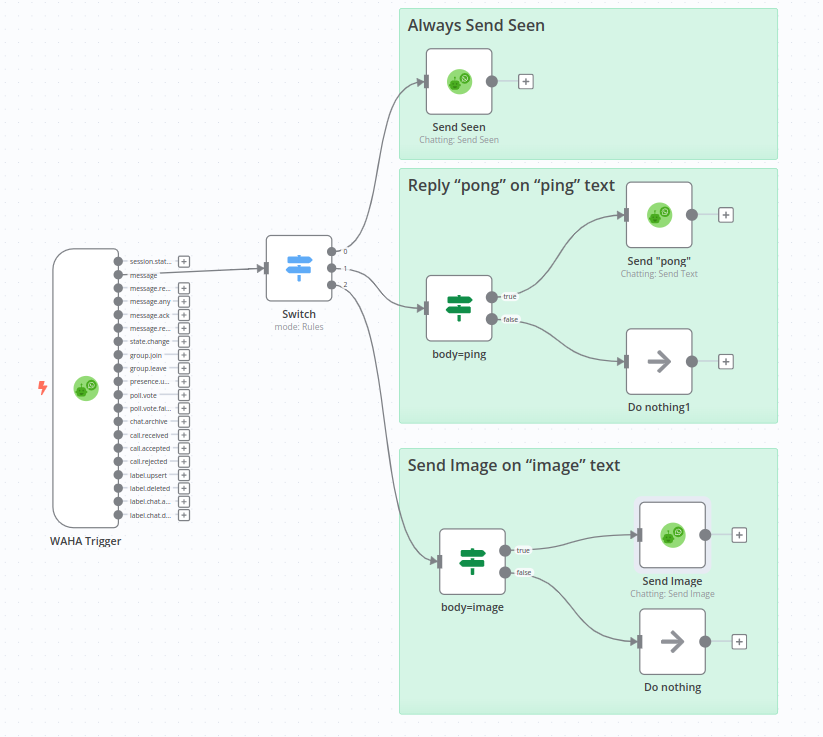 Always Send Seen
Send Seen
Chatting: Send Seen
Reply “pong” on “ping” text
Send "pong"
Chatting: Send Text
true
false
body=ping
Do nothing1
session.stat...
message
message.re...
message.any
message.ack
message.re...
state.change
group.join
group.leave
presence.u...
poll.vote
poll.vote.fai...
chat.archive
call.received
call.accepted
call.rejected
label.upsert
label.deleted
label.chat.a...
label.chat.d...
WAHA Trigger
0
1
2
Switch
mode: Rules
Send Image on “image” text
true
false
body=image
Send Image
Chatting: Send Image
Do nothing